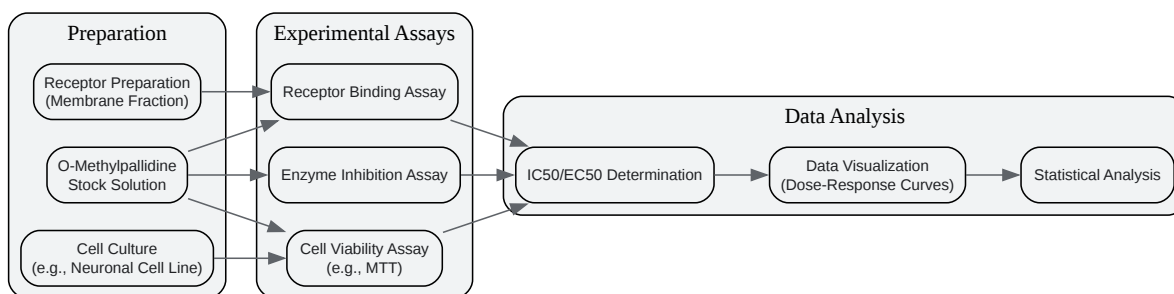 Preparation
Receptor Preparation
(Membrane Fraction)
O-Methylpallidine
Stock Solution
Cell Culture
(e.g., Neuronal Cell Line)
Experimental Assays
Receptor Binding Assay
Enzyme Inhibition Assay
Cell Viability Assay
(e.g., MTT)
Data Analysis
IC50/EC50 Determination
Data Visualization
(Dose-Response Curves)
Statistical Analysis